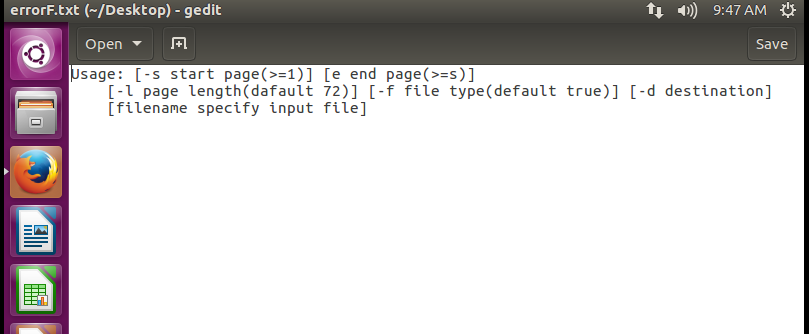 errorF.txt (~/Desktop) - gedit 9:47 AM
Open Save
Usage: [-s start page(>=1)] [e end page(>=s)]
[-l page length(dafault 72)] [-f file type(default true)] [-d destination]
[filename specify input file]